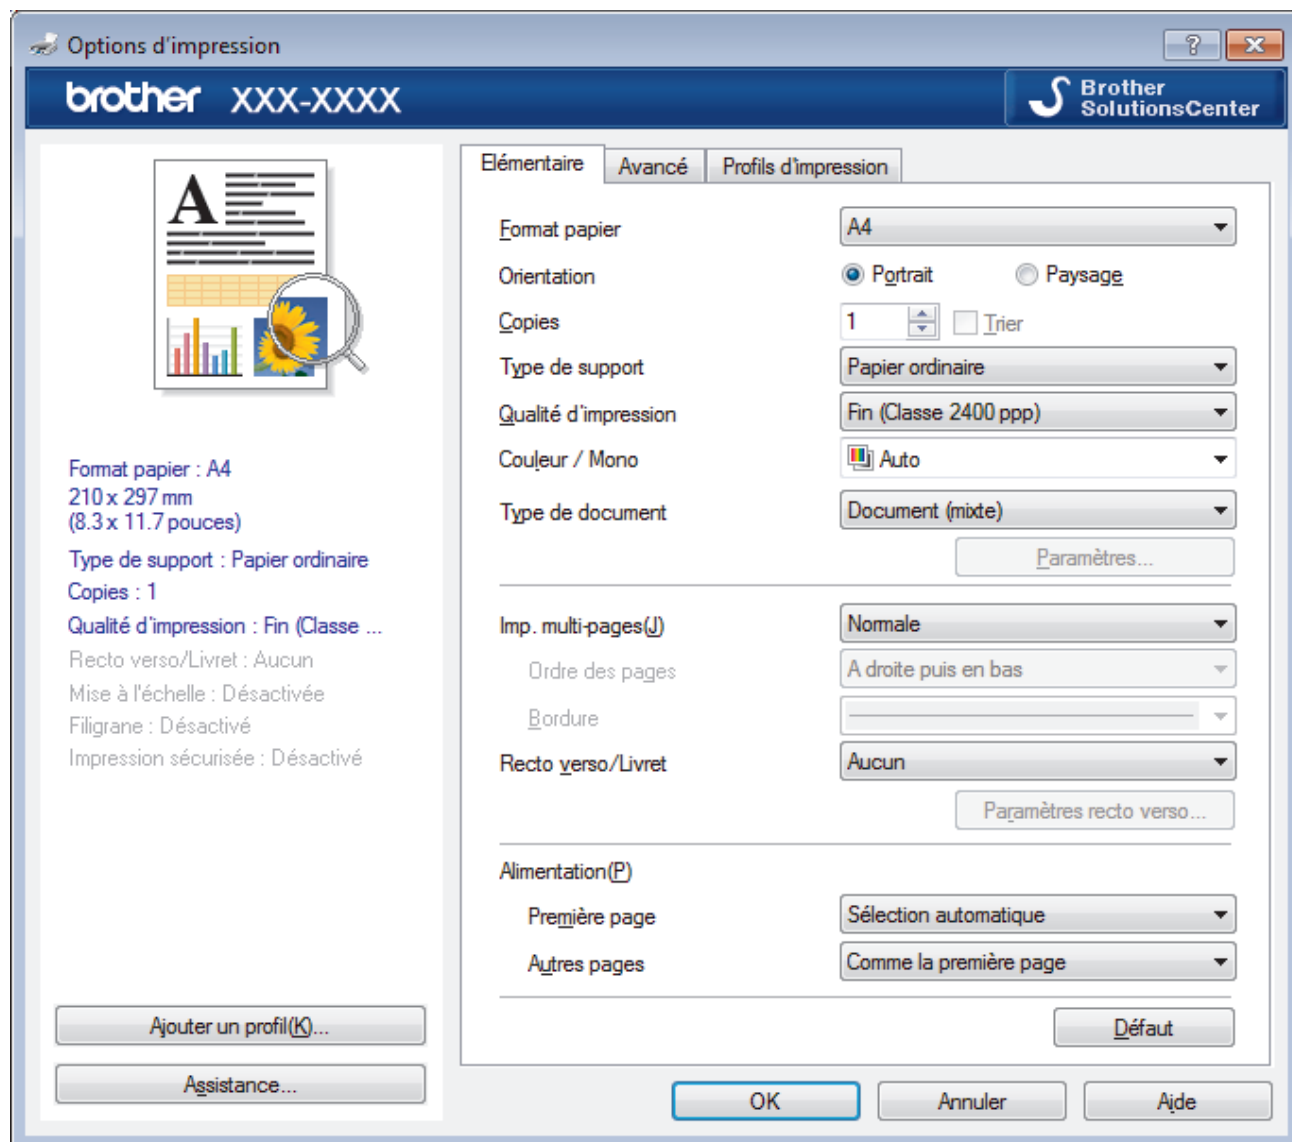 Options d'impression
brother XXX-XXXX
Brother
SolutionsCenter
A
Format papier : A4
210 x 297 mm
(8.3 x 11.7 pouces)
Type de support : Papier ordinaire
Copies : 1
Qualité d'impression : Fin (Classe ...
Recto verso/Livret : Aucun
Mise à l'échelle : Désactivée
Filigrane : Désactivé
Impression sécurisée : Désactivé
Ajouter un profil(K)...
Assistance...
Elémentaire Avancé Profils d'impression
Format papier A4
Orientation Portrait Paysage
Copies 1 Trier
Type de support Papier ordinaire
Qualité d'impression Fin (Classe 2400 ppp)
Couleur / Mono Auto
Type de document Document (mixte)
Paramètres...
Imp. multi-pages(J) Normale
Ordre des pages A droite puis en bas
Bordure
Recto verso/Livret Aucun
Paramètres recto verso...
Alimentation(P)
Première page Sélection automatique
Autres pages Comme la première page
Défaut
OK Annuler Aide